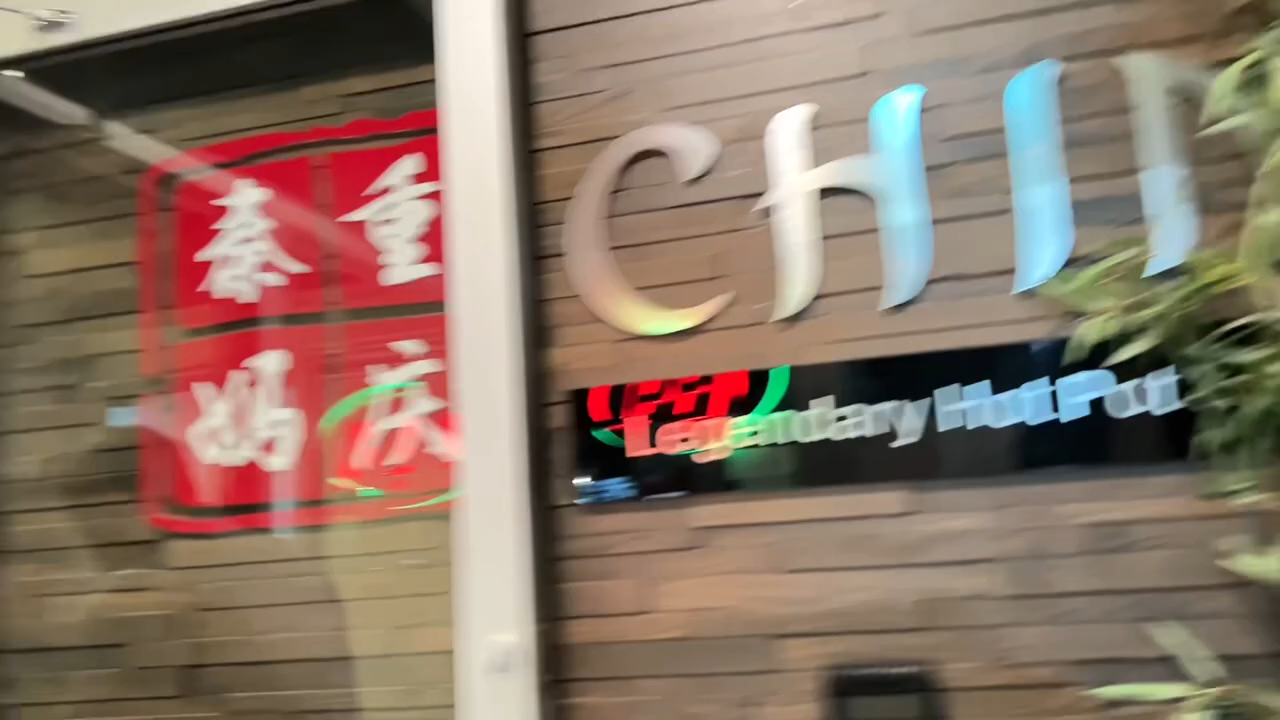 重庆
秦妈
CHI
Legendary Hot Pot